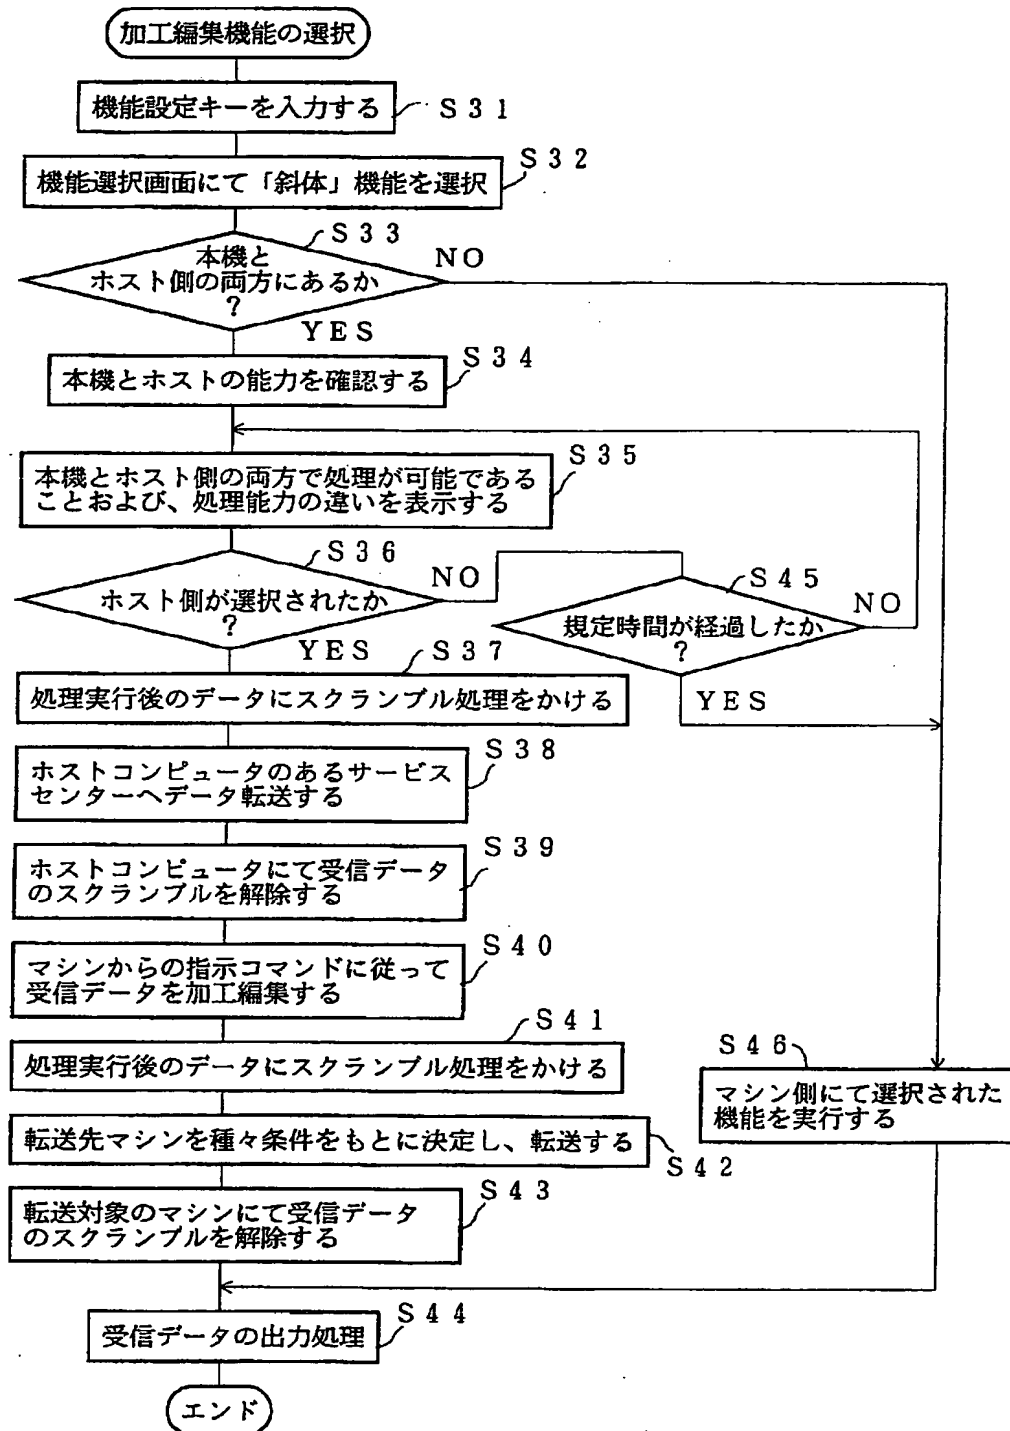 加工編集機能の選択
機能設定キーを入力する
S31
機能選択画面にて「斜体」機能を選択
S32
S33
本機と
ホスト側の両方にあるか
?
NO
YES
本機とホストの能力を確認する
S34
本機とホスト側の両方で処理が可能である
ことおよび、処理能力の違いを表示する
S35
S36
ホスト側が選択されたか
?
NO
YES
S45
規定時間が経過したか
?
NO
YES
S37
処理実行後のデータにスクランブル処理をかける
S38
ホストコンピュータのあるサービス
センターへデータ転送する
S39
ホストコンピュータにて受信データ
のスクランブルを解除する
S40
マシンからの指示コマンドに従って
受信データを加工編集する
S41
処理実行後のデータにスクランブル処理をかける
S46
マシン側にて選択された
機能を実行する
転送先マシンを種々条件をもとに決定し、転送する
S42
S43
転送対象のマシンにて受信データ
のスクランブルを解除する
S44
受信データの出力処理
エンド